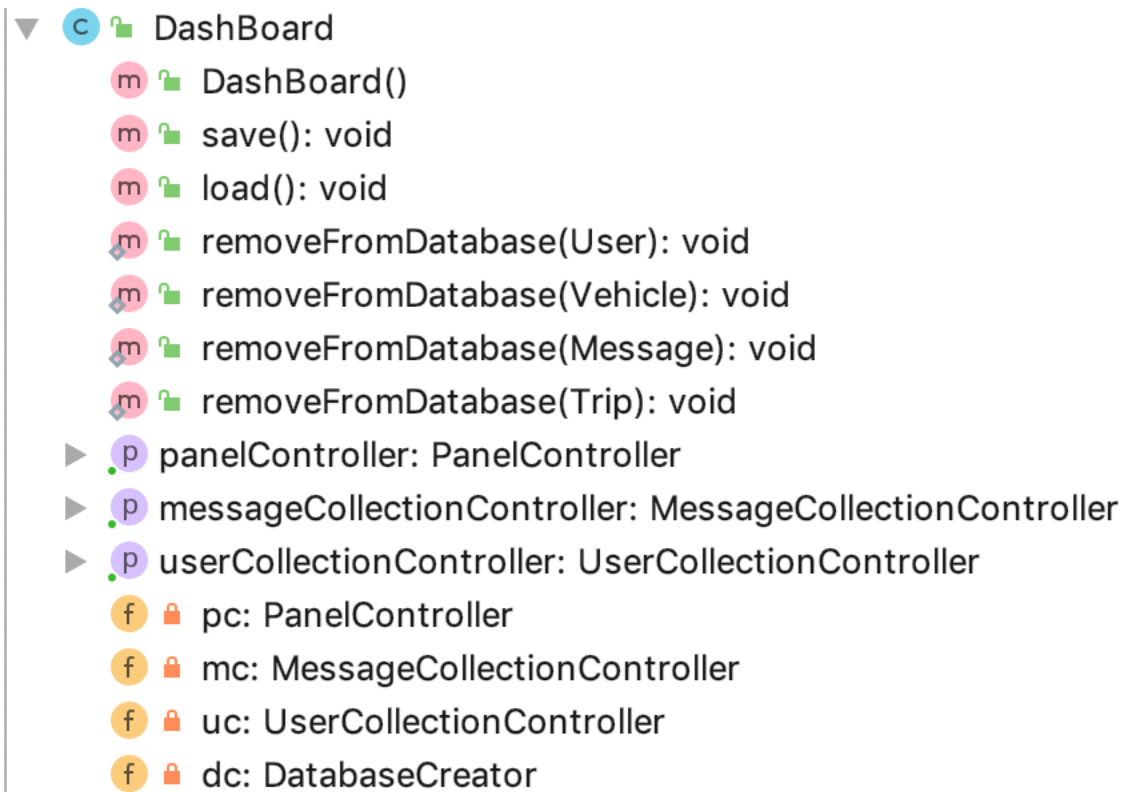 C DashBoard
m DashBoard()
m save(): void
m load(): void
m removeFromDatabase(User): void
m removeFromDatabase(Vehicle): void
m removeFromDatabase(Message): void
m removeFromDatabase(Trip): void
p panelController: PanelController
p messageCollectionController: MessageCollectionController
p userCollectionController: UserCollectionController
f pc: PanelController
f mc: MessageCollectionController
f uc: UserCollectionController
f dc: DatabaseCreator